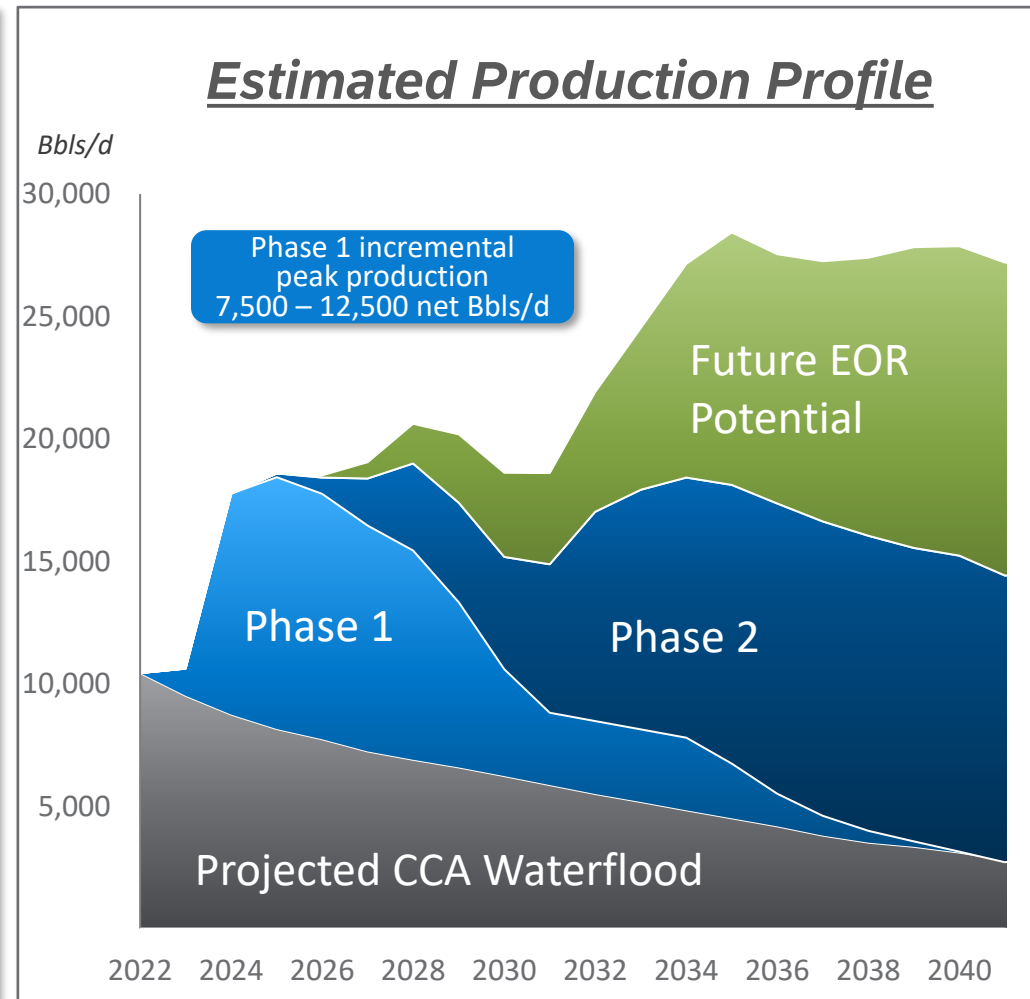 Estimated Production Profile
Bbls/d
30,000
25,000
20,000
15,000
10,000
5,000
Phase 1 incremental
peak production
7,500 – 12,500 net Bbls/d
Future EOR
Potential
Phase 1
Phase 2
Projected CCA Waterflood
2022 2024 2026 2028 2030 2032 2034 2036 2038 2040